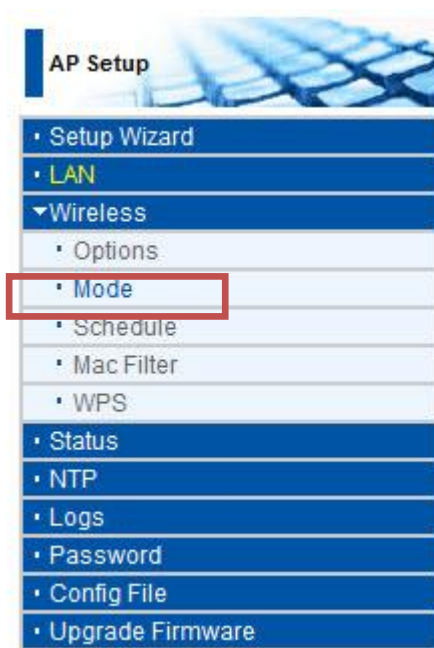 AP Setup
Setup Wizard
LAN
Wireless
Options
Mode
Schedule
Mac Filter
WPS
Status
NTP
Logs
Password
Config File
Upgrade Firmware